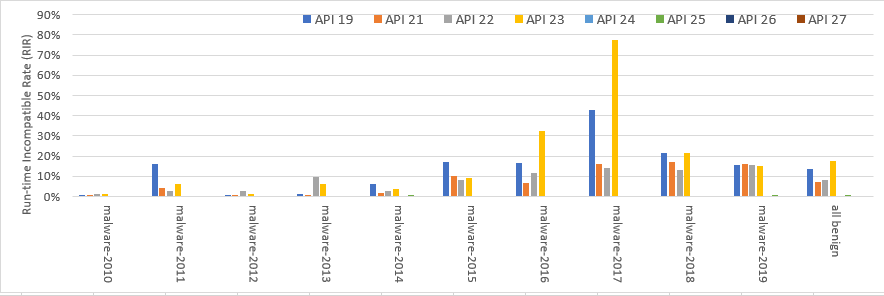 90%
API 19 API 21 API 22 API 23 API 24 API 25 API 26 API 27
80%
70%
60%
50%
40%
30%
20%
10%
0%
Run-time Incompatible Rate (RIR)
malware-2010
malware-2011
malware-2012
malware-2013
malware-2014
malware-2015
malware-2016
malware-2017
malware-2018
malware-2019
all benign